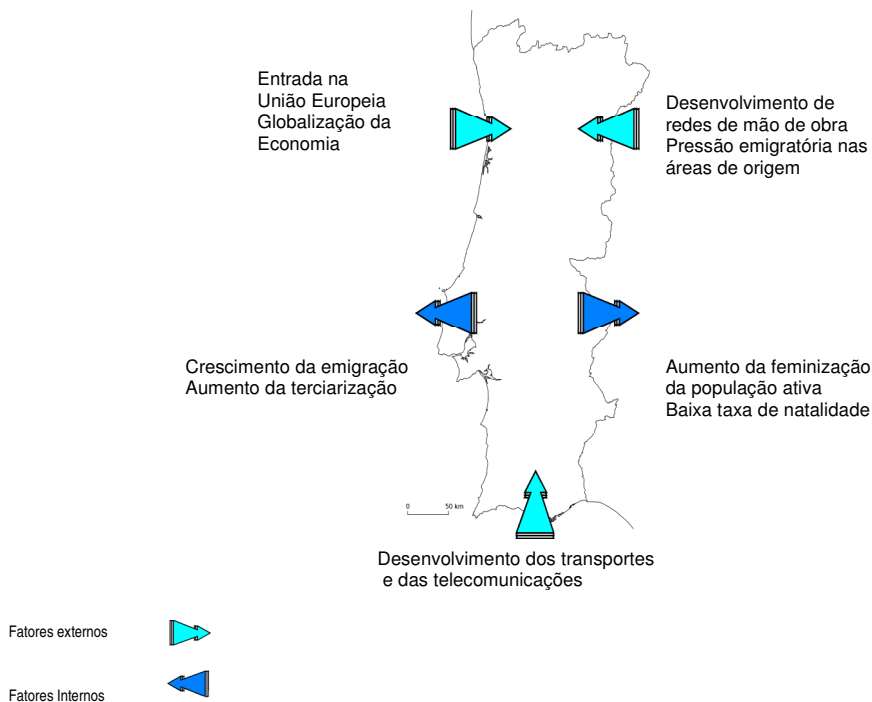 Entrada na
União Europeia
Globalização da
Economia
Desenvolvimento de
redes de mão de obra
Pressão emigratória nas
áreas de origem
Crescimento da emigração
Aumento da terciarização
Aumento da feminização
da população ativa
Baixa taxa de natalidade
0 50 km
Desenvolvimento dos transportes
e das telecomunicações
Fatores externos
Fatores Internos